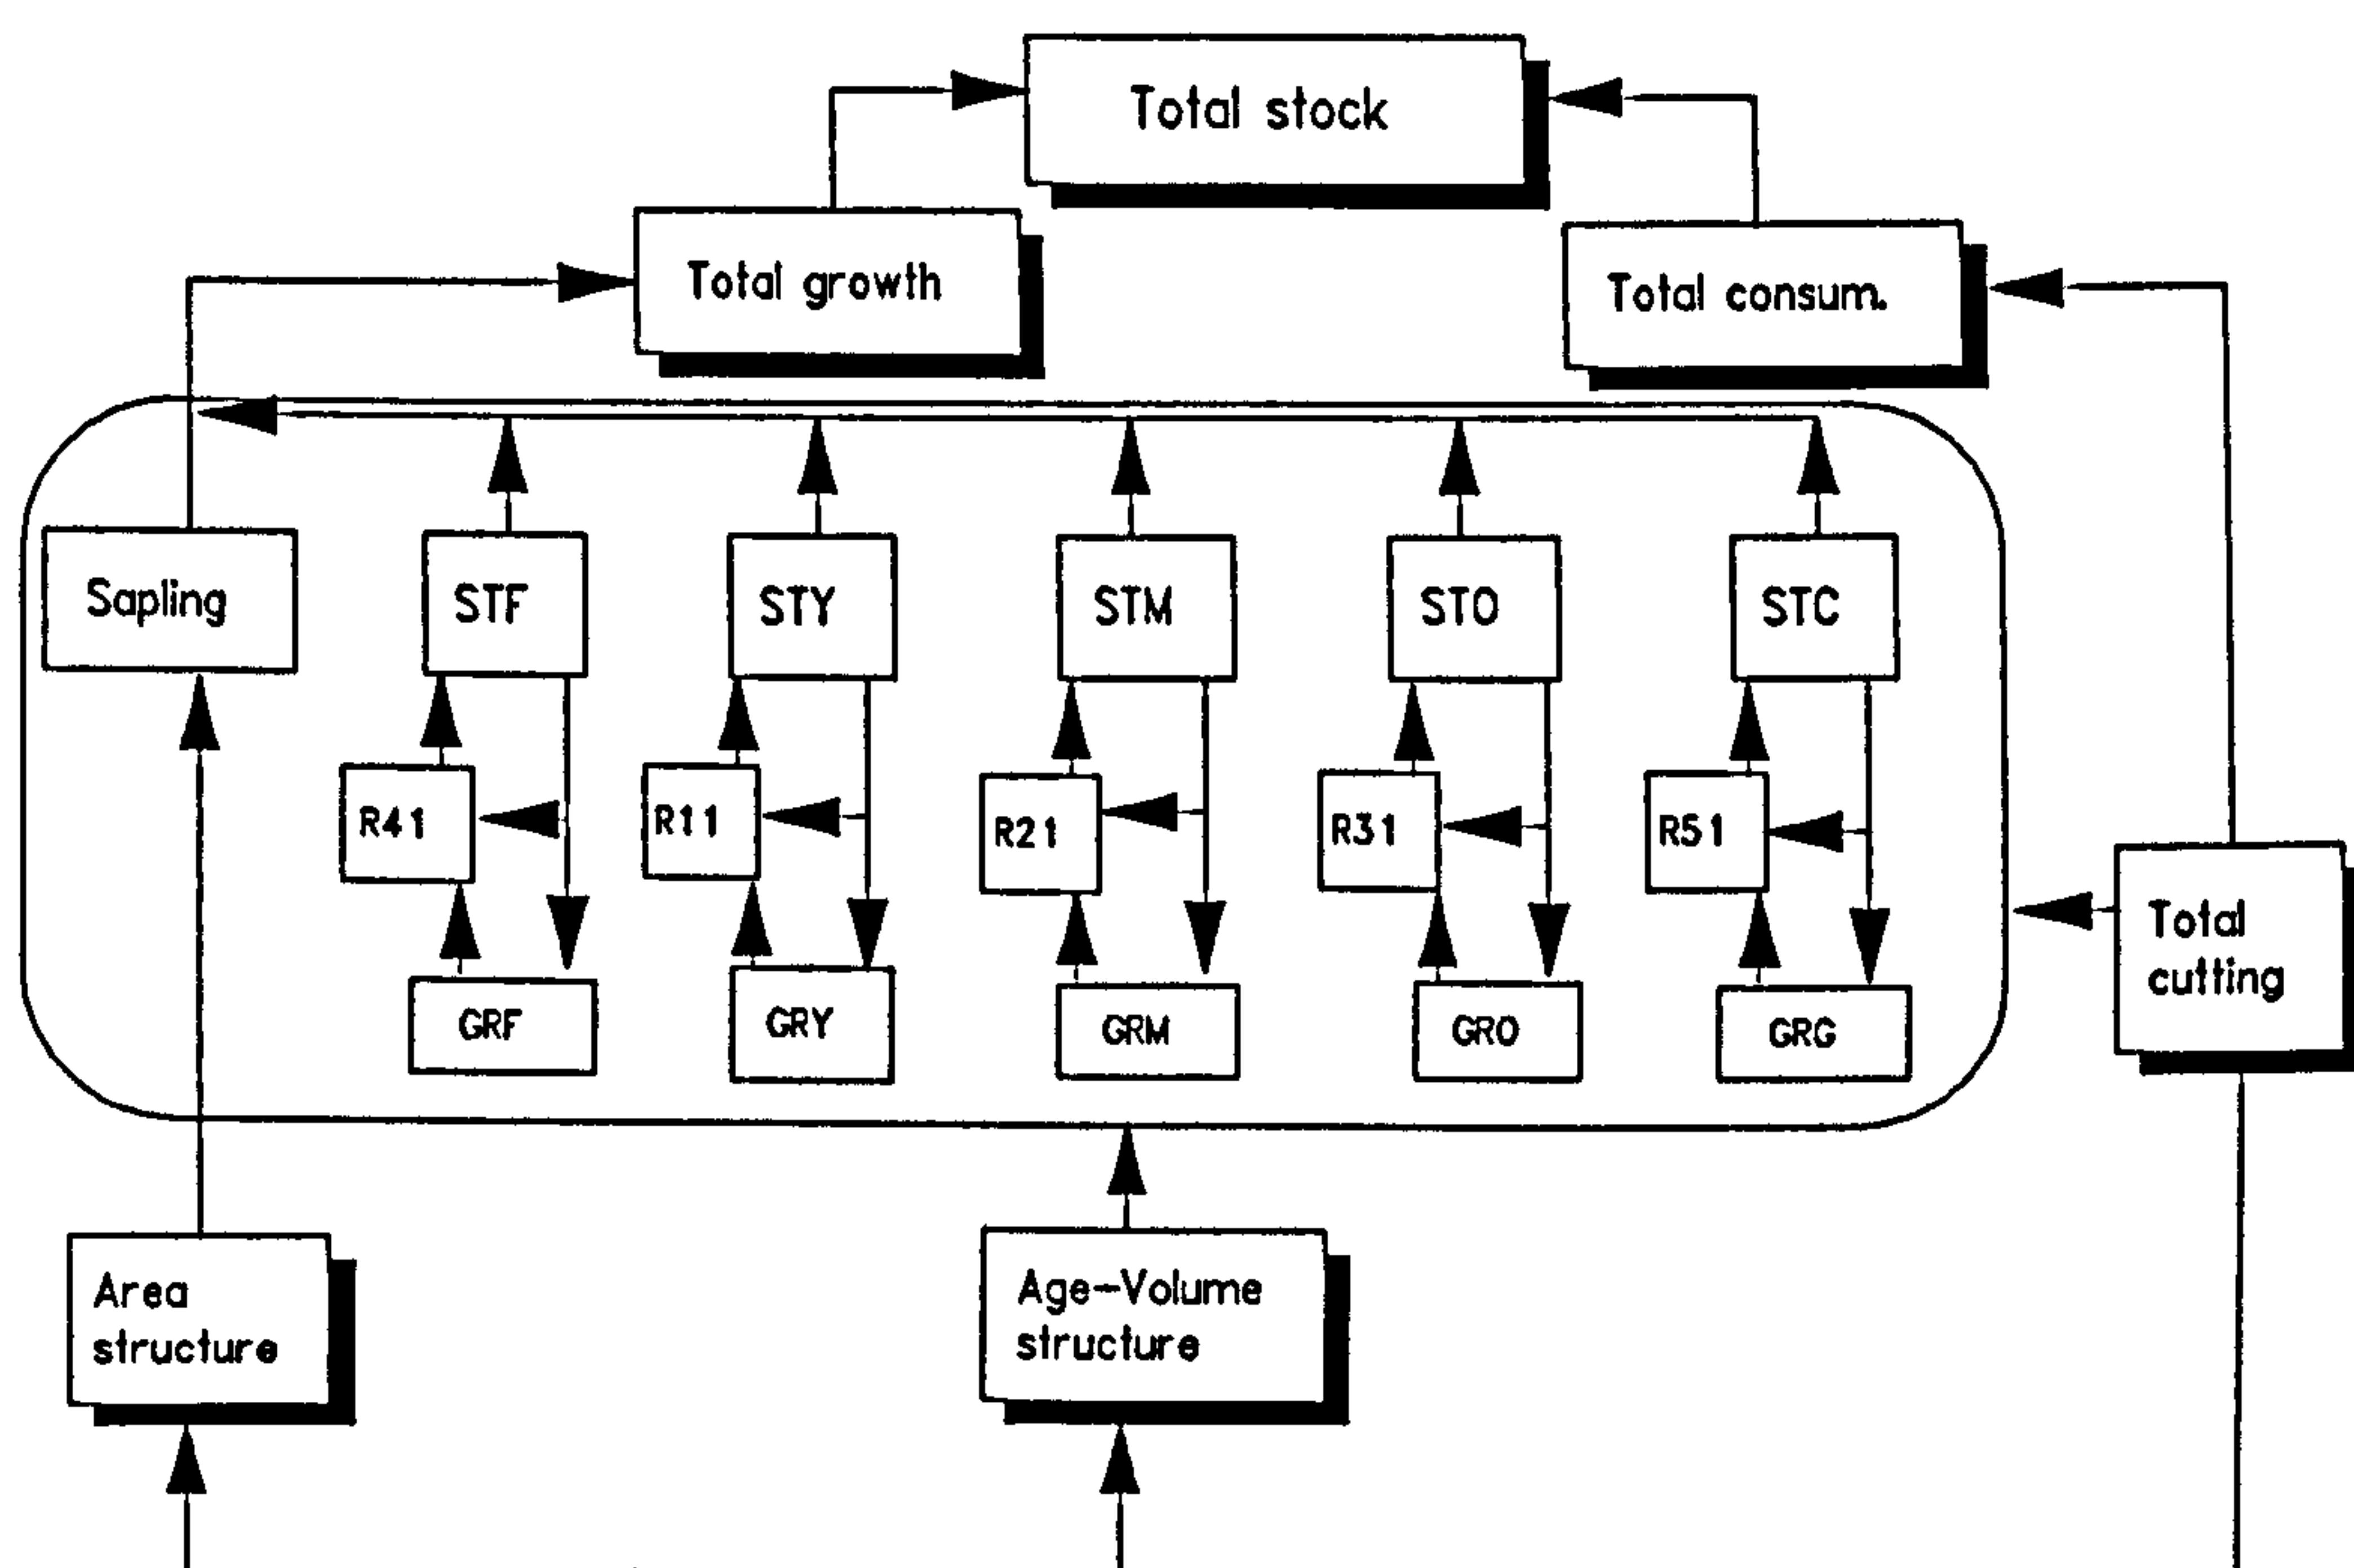 Total stock
Total growth
Total consum.
Sapling
STF
STY
STM
STO
STC
R41
R11
R21
R31
R51
GRF
GRY
GRM
GRO
GRG
Total
cutting
Area
structure
Age-Volume
structure